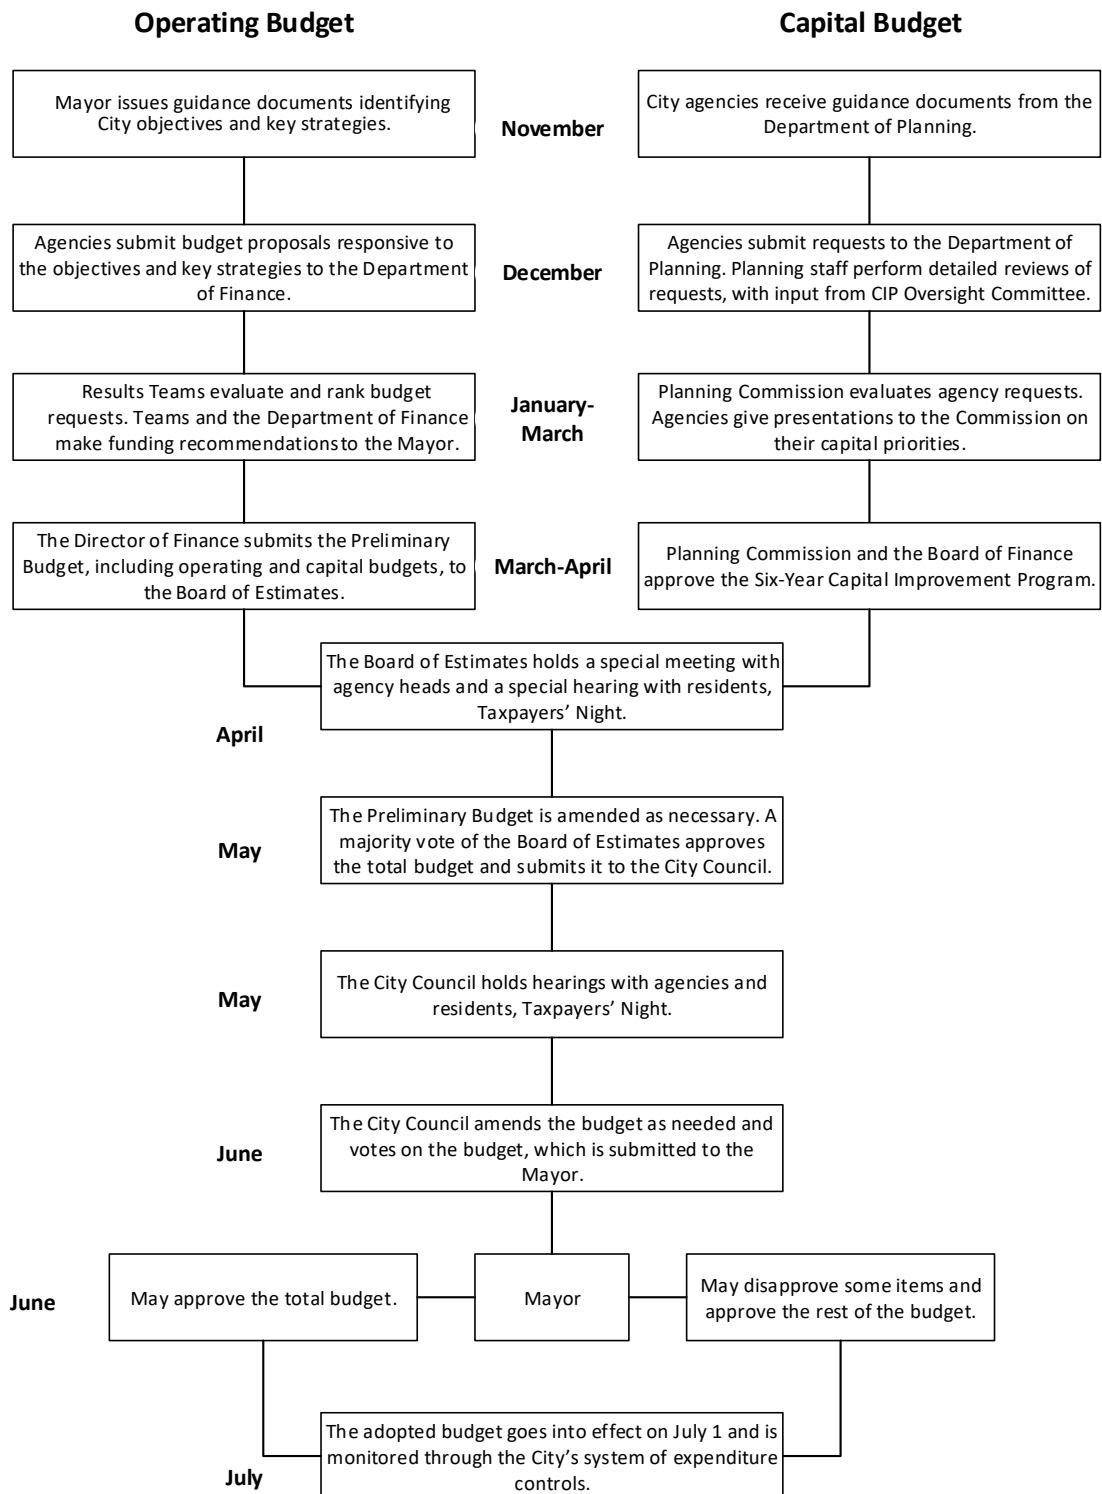 Operating Budget
Capital Budget
Mayor issues guidance documents identifying
City objectives and key strategies.
November
City agencies receive guidance documents from the
Department of Planning.
Agencies submit budget proposals responsive to
the objectives and key strategies to the Department
of Finance.
December
Agencies submit requests to the Department of
Planning. Planning staff perform detailed reviews of
requests, with input from CIP Oversight Committee.
Results Teams evaluate and rank budget
requests. Teams and the Department of Finance
make funding recommendations to the Mayor.
January-
March
Planning Commission evaluates agency requests.
Agencies give presentations to the Commission on
their capital priorities.
The Director of Finance submits the Preliminary
Budget, including operating and capital budgets, to
the Board of Estimates.
March-April
Planning Commission and the Board of Finance
approve the Six-Year Capital Improvement Program.
The Board of Estimates holds a special meeting with
agency heads and a special hearing with residents,
Taxpayers’ Night.
April
The Preliminary Budget is amended as necessary. A
majority vote of the Board of Estimates approves
the total budget and submits it to the City Council.
May
The City Council holds hearings with agencies and
residents, Taxpayers’ Night.
May
The City Council amends the budget as needed and
votes on the budget, which is submitted to the
Mayor.
June
June
May approve the total budget.
Mayor
May disapprove some items and
approve the rest of the budget.
The adopted budget goes into effect on July 1 and is
monitored through the City’s system of expenditure
controls.
July